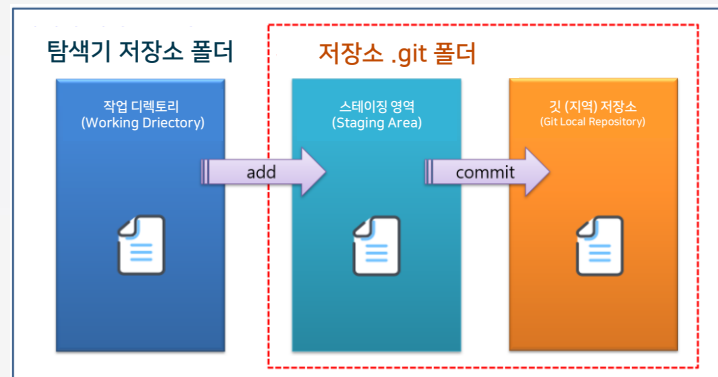 탐색기 저장소 폴더
저장소 .git 폴더
작업 디렉토리
(Working Driectory)
스테이징 영역
(Staging Area)
깃 (지역) 저장소
(Git Local Repository)
add
commit